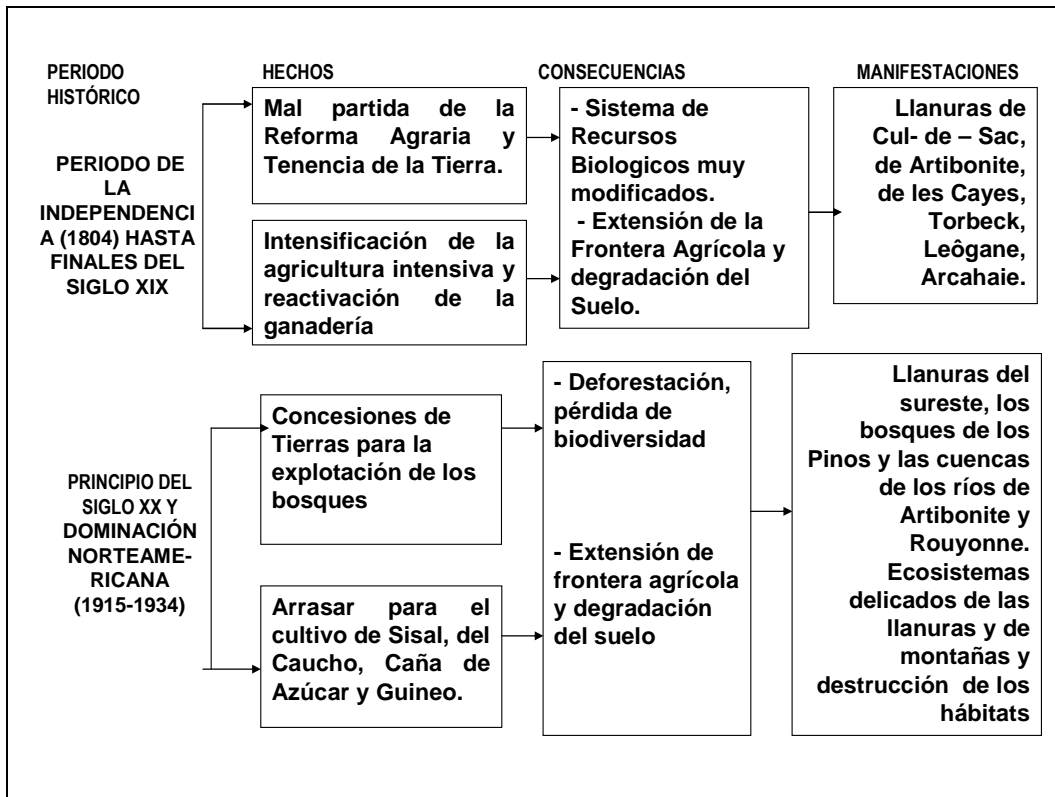 PERIODO
HISTÓRICO
HECHOS
CONSECUENCIAS
MANIFESTACIONES
PERIODO DE
LA
INDEPENDENCI
A (1804) HASTA
FINALES DEL
SIGLO XIX
Mal partida de la
Reforma Agraria y
Tenencia de la Tierra.
Intensificación de la
agricultura intensiva y
reactivación de la
ganadería
- Sistema de
Recursos
Biologicos muy
modificados.
- Extensión de la
Frontera Agrícola y
degradación del
Suelo.
Llanuras de
Cul- de – Sac,
de Artibonite,
de les Cayes,
Torbeck,
Leôgane,
Arcahaie.
PRINCIPIO DEL
SIGLO XX Y
DOMINACIÓN
NORTEAME-
RICANA
(1915-1934)
Concesiones de
Tierras para la
explotación de los
bosques
Arrasar para el
cultivo de Sisal, del
Caucho, Caña de
Azúcar y Guineo.
- Deforestación,
pérdida de
biodiversidad
- Extensión de
frontera agrícola
y degradación
del suelo
Llanuras del
sureste, los
bosques de los
Pinos y las cuencas
de los ríos de
Artibonite y
Rouyonne.
Ecosistemas
delicados de las
llanuras y de
montañas y
destrucción de los
hábitats